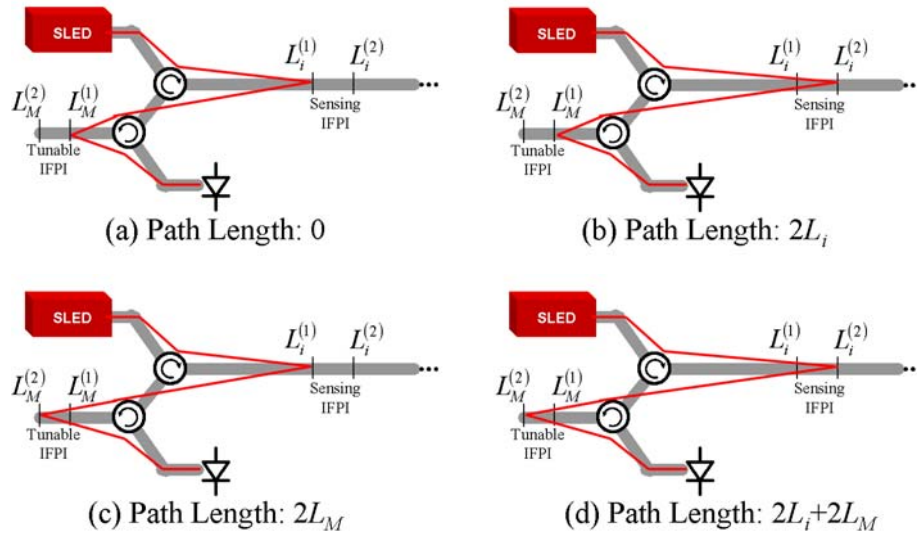 SLED
L_i^{(1)} L_i^{(2)}
L_M^{(2)} L_M^{(1)}
Sensing
IFPI
Tunable
IFPI
(a) Path Length: 0
SLED
L_i^{(1)} L_i^{(2)}
L_M^{(2)} L_M^{(1)}
Sensing
IFPI
Tunable
IFPI
(b) Path Length: 2L_i
SLED
L_i^{(1)} L_i^{(2)}
L_M^{(2)} L_M^{(1)}
Sensing
IFPI
Tunable
IFPI
(c) Path Length: 2L_M
SLED
L_i^{(1)} L_i^{(2)}
L_M^{(2)} L_M^{(1)}
Sensing
IFPI
Tunable
IFPI
(d) Path Length: 2L_i+2L_M